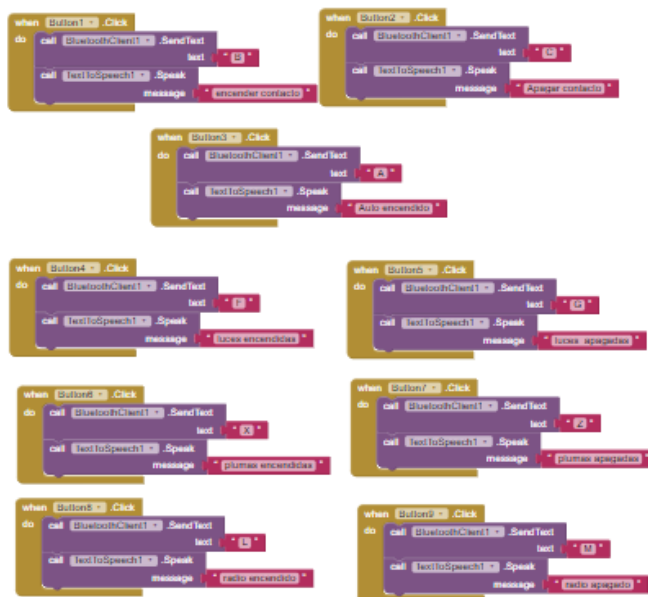 when Button1 .Click
do call BluetoothClient1 .SendText
text " B "
call TextToSpeech1 .Speak
message " encender contacto "
when Button2 .Click
do call BluetoothClient1 .SendText
text " C "
call TextToSpeech1 .Speak
message " Apagar contacto "
when Button3 .Click
do call BluetoothClient1 .SendText
text " A "
call TextToSpeech1 .Speak
message " Auto encendido "
when Button4 .Click
do call BluetoothClient1 .SendText
text " F "
call TextToSpeech1 .Speak
message " luces encendidas "
when Button5 .Click
do call BluetoothClient1 .SendText
text " G "
call TextToSpeech1 .Speak
message " luces apagadas "
when Button6 .Click
do call BluetoothClient1 .SendText
text " X "
call TextToSpeech1 .Speak
message " plumas encendidas "
when Button7 .Click
do call BluetoothClient1 .SendText
text " Z "
call TextToSpeech1 .Speak
message " plumas apagadas "
when Button8 .Click
do call BluetoothClient1 .SendText
text " L "
call TextToSpeech1 .Speak
message " radio encendido "
when Button9 .Click
do call BluetoothClient1 .SendText
text " M "
call TextToSpeech1 .Speak
message " radio apagado "